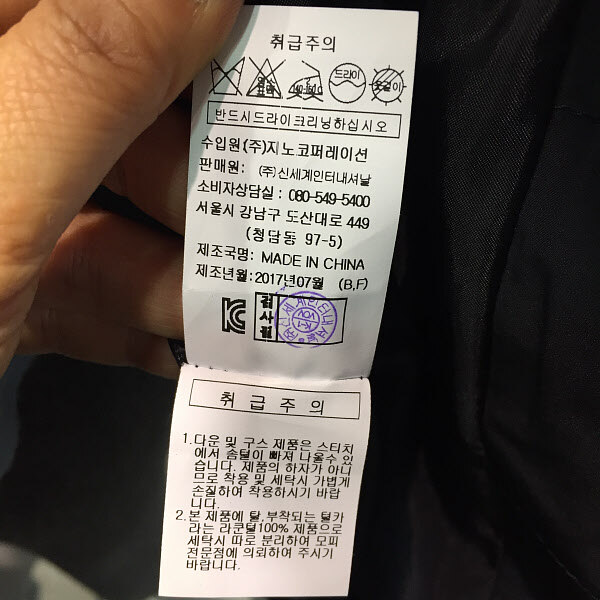 취급주의
염소
표백
드라이
옷걸이
반드시드라이크리닝하십시오
수입원(주)지노코퍼레이션
판매원: (주)신세계인터내셔날
소비자상담실: 080-549-5400
서울시 강남구 도산대로 449
(청담동 97-5)
제조국명: MADE IN CHINA
제조년월:2017년07월 (B,F)
검사필
취급주의
1.다운 및 구스 제품은 스티치
에서 솜털이 빠져 나올수 있
습니다. 제품의 하자가 아니
므로 착용 및 세탁시 가볍게
손질하여 착용하시기 바랍
니다.
2.본 제품에 탈,부착되는 털카
라는 라쿤털100% 제품으로
세탁시 따로 분리하여 모피
전문점에 의뢰하여 주시기
바랍니다.